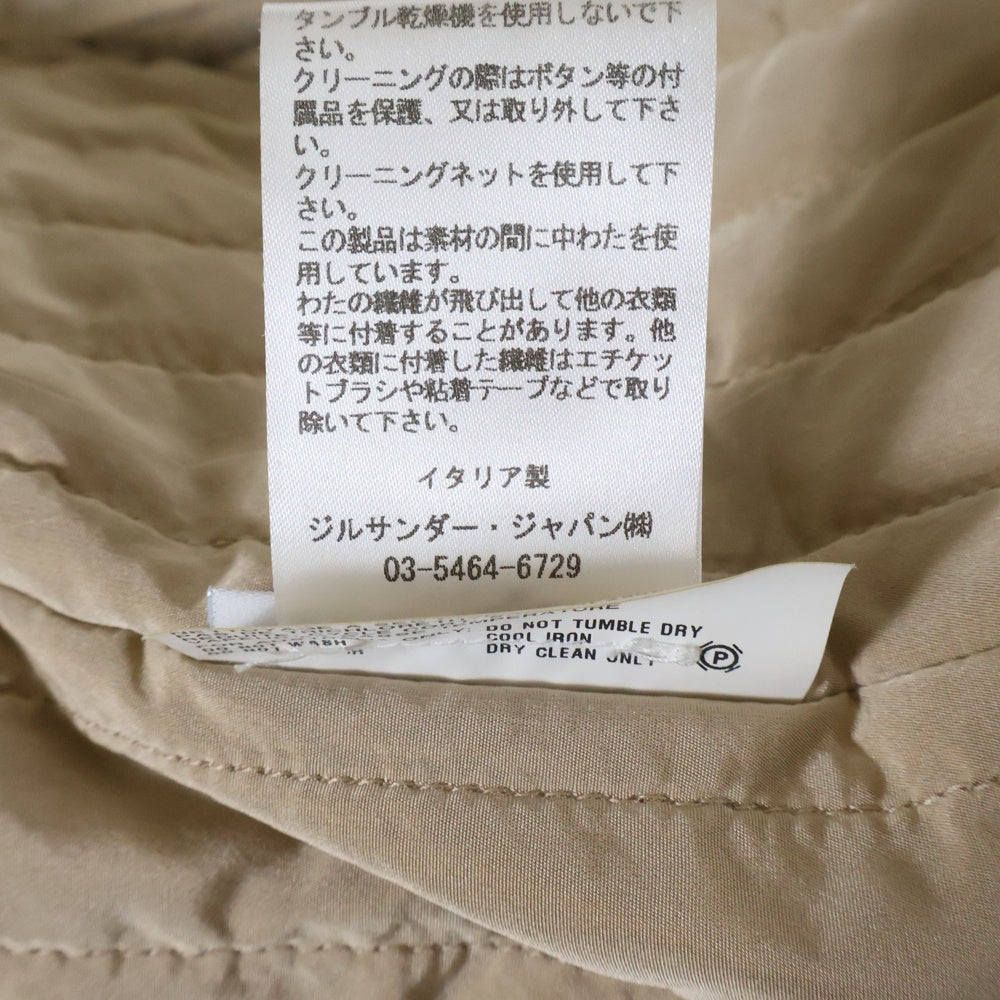 タンブル乾燥機を使用しないで下
さい。
クリーニングの際はボタン等の付
属品を保護、又は取り外して下さ
い。
クリーニングネットを使用して下
さい。
この製品は素材の間に中わたを使
用しています。
わたの繊維が飛び出して他の衣類
等に付着することがあります。他
の衣類に付着した繊維はエチケッ
トブラシや粘着テープなどで取り
除いて下さい。
イタリア製
ジルサンダー・ジャパン㈱
03-5464-6729
DO NOT TUMBLE DRY
COOL IRON
DRY CLEAN ONLY
P